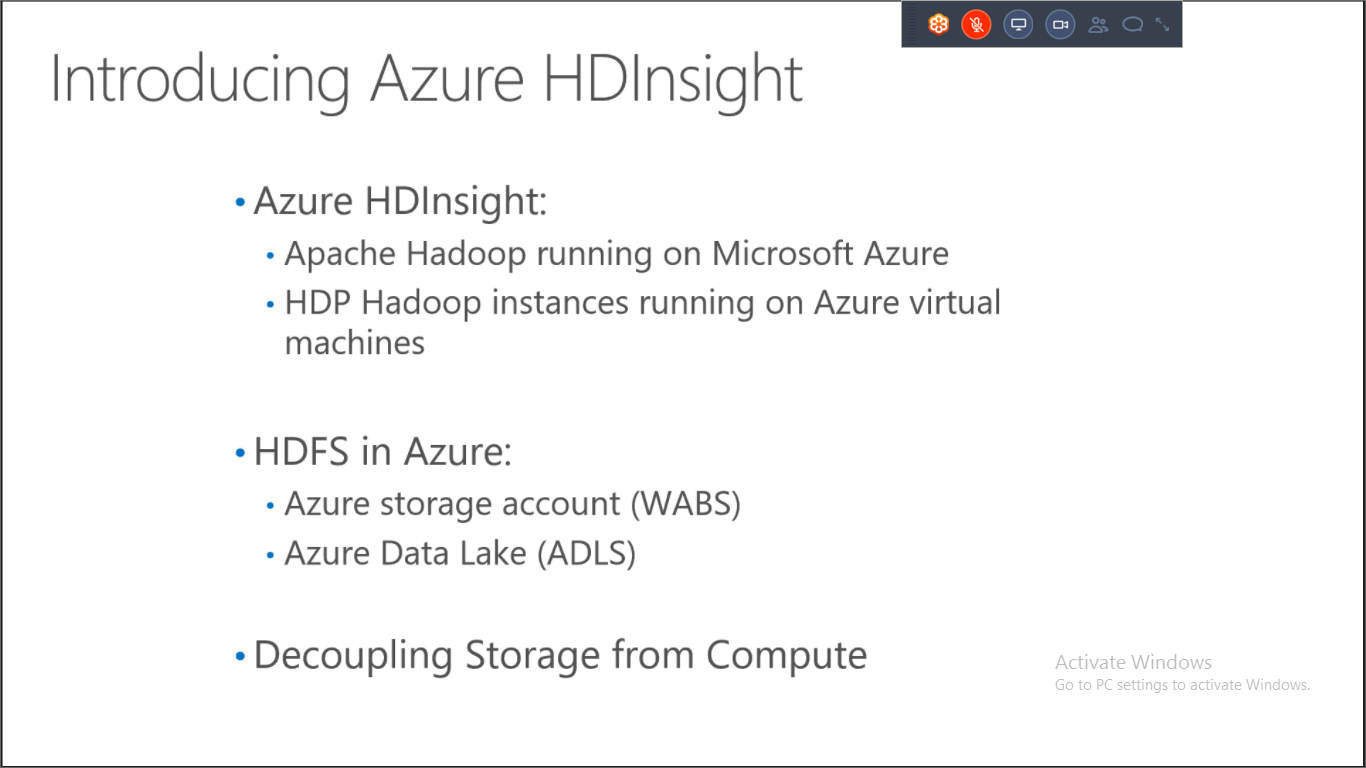 Introducing Azure HDInsight
• Azure HDInsight:
• Apache Hadoop running on Microsoft Azure
• HDP Hadoop instances running on Azure virtual
machines
• HDFS in Azure:
• Azure storage account (WABS)
• Azure Data Lake (ADLS)
• Decoupling Storage from Compute
Activate Windows
Go to PC settings to activate Windows.